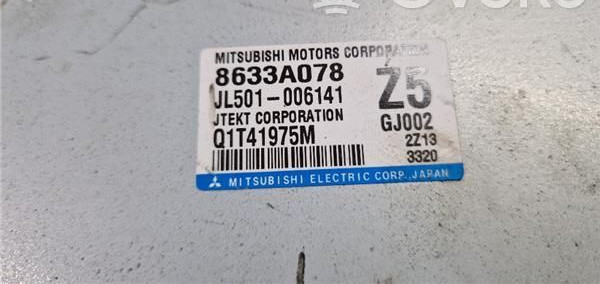 MITSUBISHI MOTORS CORPORATION
8633A078 Z5
JL501-006141
JTEKT CORPORATION GJ002
Q1T41975M 2Z13
3320
MITSUBISHI ELECTRIC CORP., JAPAN